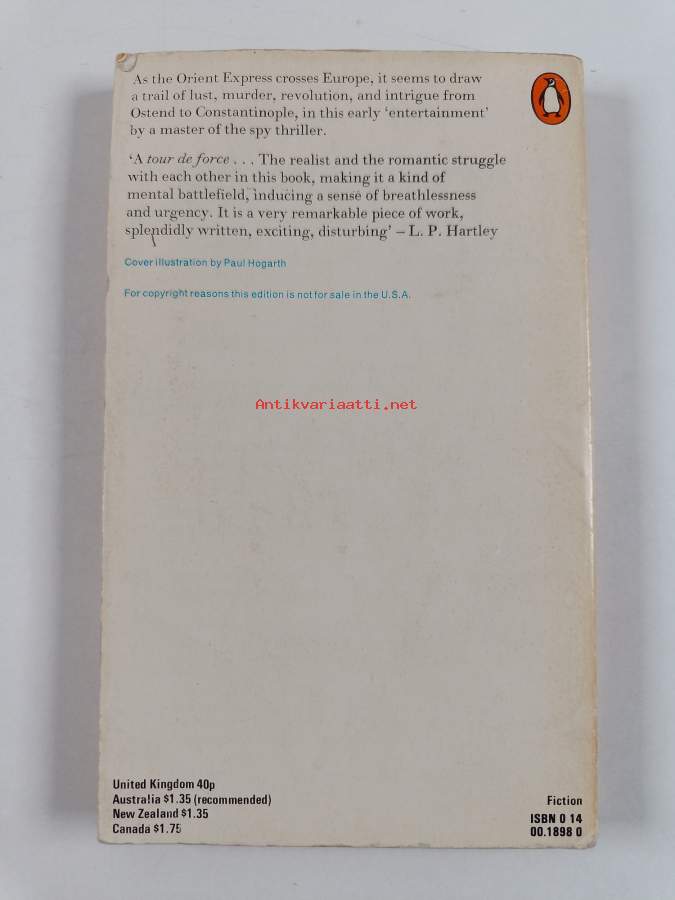 As the Orient Express crosses Europe, it seems to draw
a trail of lust, murder, revolution, and intrigue from
Ostend to Constantinople, in this early ‘entertainment’
by a master of the spy thriller.
‘A tour de force . . . The realist and the romantic struggle
with each other in this book, making it a kind of
mental battlefield, inducing a sense of breathlessness
and urgency. It is a very remarkable piece of work,
splendidly written, exciting, disturbing’ – L. P. Hartley
Cover illustration by Paul Hogarth
For copyright reasons this edition is not for sale in the U.S.A.
Antikvariaatti.net
United Kingdom 40p
Australia $1.35 (recommended)
New Zealand $1.35
Canada $1.75
Fiction
ISBN 0 14
00.1898 0